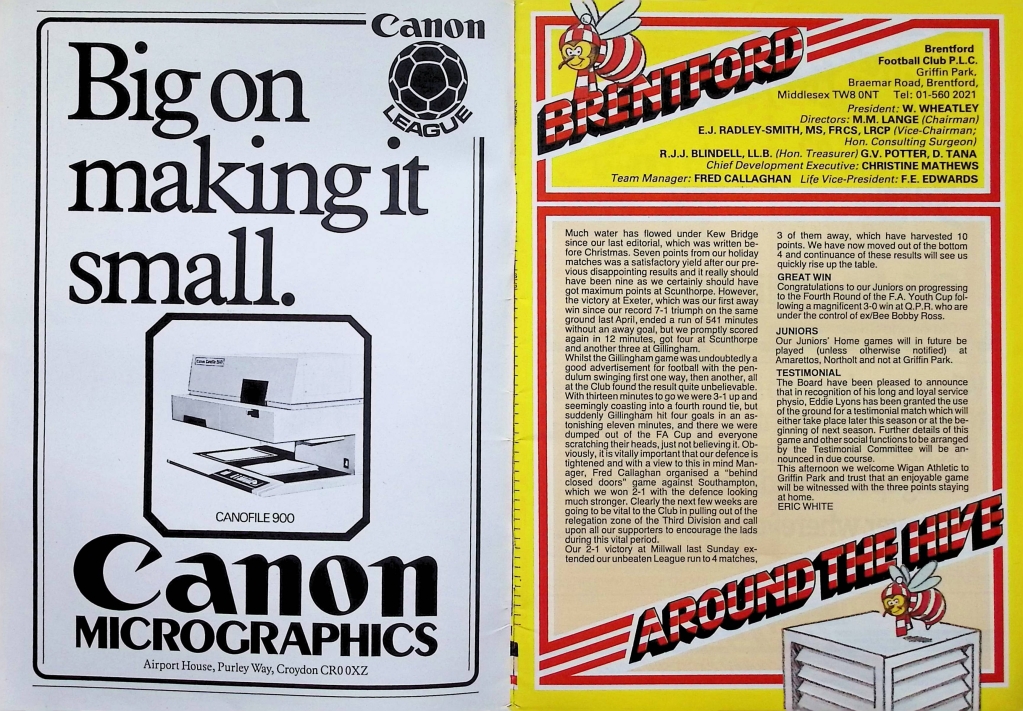 Canon
LEAGUE
Big on
making it
small.
CANOFILE 900
Canon
MICROGRAPHICS
Airport House, Purley Way, Croydon CR0 0XZ
BRENTFORD
Brentford
Football Club P.L.C.
Griffin Park,
Braemar Road, Brentford,
Middlesex TW8 0NT Tel: 01-560 2021
President: W. WHEATLEY
Directors: M.M. LANGE (Chairman)
E.J. RADLEY-SMITH, MS, FRCS, LRCP (Vice-Chairman;
Hon. Consulting Surgeon)
R.J.J. BLINDELL, LL.B. (Hon. Treasurer) G.V. POTTER, D. TANA
Chief Development Executive: CHRISTINE MATHEWS
Team Manager: FRED CALLAGHAN Life Vice-President: F.E. EDWARDS
Much water has flowed under Kew Bridge
since our last editorial, which was written be-
fore Christmas. Seven points from our holiday
matches was a satisfactory yield after our pre-
vious disappointing results and it really should
have been nine as we certainly should have
got maximum points at Scunthorpe. However,
the victory at Exeter, which was our first away
win since our record 7-1 triumph on the same
ground last April, ended a run of 541 minutes
without an away goal, but we promptly scored
again in 12 minutes, got four at Scunthorpe
and another three at Gillingham.
Whilst the Gillingham game was undoubtedly a
good advertisement for football with the pen-
dulum swinging first one way, then another, all
at the Club found the result quite unbelievable.
With thirteen minutes to go we were 3-1 up and
seemingly coasting into a fourth round tie, but
suddenly Gillingham hit four goals in an as-
tonishing eleven minutes, and there we were
dumped out of the FA Cup and everyone
scratching their heads, just not believing it. Ob-
viously, it is vitally important that our defence is
tightened and with a view to this in mind Man-
ager, Fred Callaghan organised a "behind
closed doors" game against Southampton,
which we won 2-1 with the defence looking
much stronger. Clearly the next few weeks are
going to be vital to the Club in pulling out of the
relegation zone of the Third Division and call
upon all our supporters to encourage the lads
during this vital period.
Our 2-1 victory at Millwall last Sunday ex-
tended our unbeaten League run to 4 matches,
3 of them away, which have harvested 10
points. We have now moved out of the bottom
4 and continuance of these results will see us
quickly rise up the table.
GREAT WIN
Congratulations to our Juniors on progressing
to the Fourth Round of the F.A. Youth Cup fol-
lowing a magnificent 3-0 win at Q.P.R. who are
under the control of ex/Bee Bobby Ross.
JUNIORS
Our Juniors' Home games will in future be
played (unless otherwise notified) at
Amarettos, Northolt and not at Griffin Park.
TESTIMONIAL
The Board have been pleased to announce
that in recognition of his long and loyal service
physio, Eddie Lyons has been granted the use
of the ground for a testimonial match which will
either take place later this season or at the be-
ginning of next season. Further details of this
game and other social functions to be arranged
by the Testimonial Committee will be an-
nounced in due course.
This afternoon we welcome Wigan Athletic to
Griffin Park and trust that an enjoyable game
will be witnessed with the three points staying
at home.
ERIC WHITE
AROUND THE HIVE